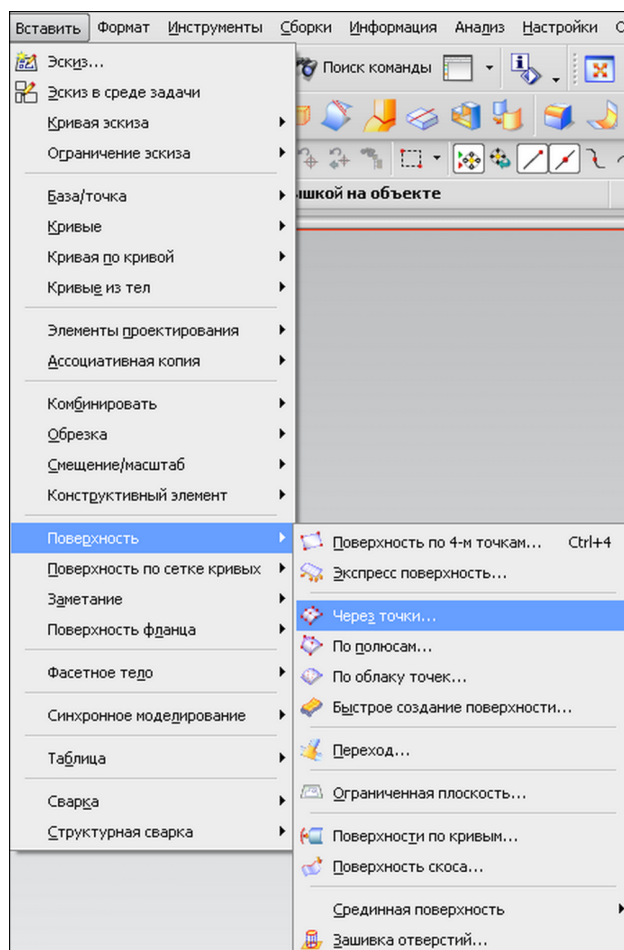 Вставить Формат Инструменты Сборки Информация Анализ Настройки
Эскиз...
Поиск команды
Эскиз в среде задачи
Кривая эскиза
Ограничение эскиза
База/точка
ышкой на объекте
Кривые
Кривая по кривой
Кривые из тел
Элементы проектирования
Ассоциативная копия
Комбинировать
Обрезка
Смещение/масштаб
Конструктивный элемент
Поверхность
Поверхность по сетке кривых
Заметание
Поверхность фланца
Фасетное тело
Синхронное моделирование
Таблица
Сварка
Структурная сварка
Поверхность по 4-м точкам... Ctrl+4
Экспресс поверхность...
Через точки...
По полюсам...
По облаку точек...
Быстрое создание поверхности...
Переход...
Ограниченная плоскость...
Поверхности по кривым...
Поверхность скоса...
Срединная поверхность
Зашивка отверстий...